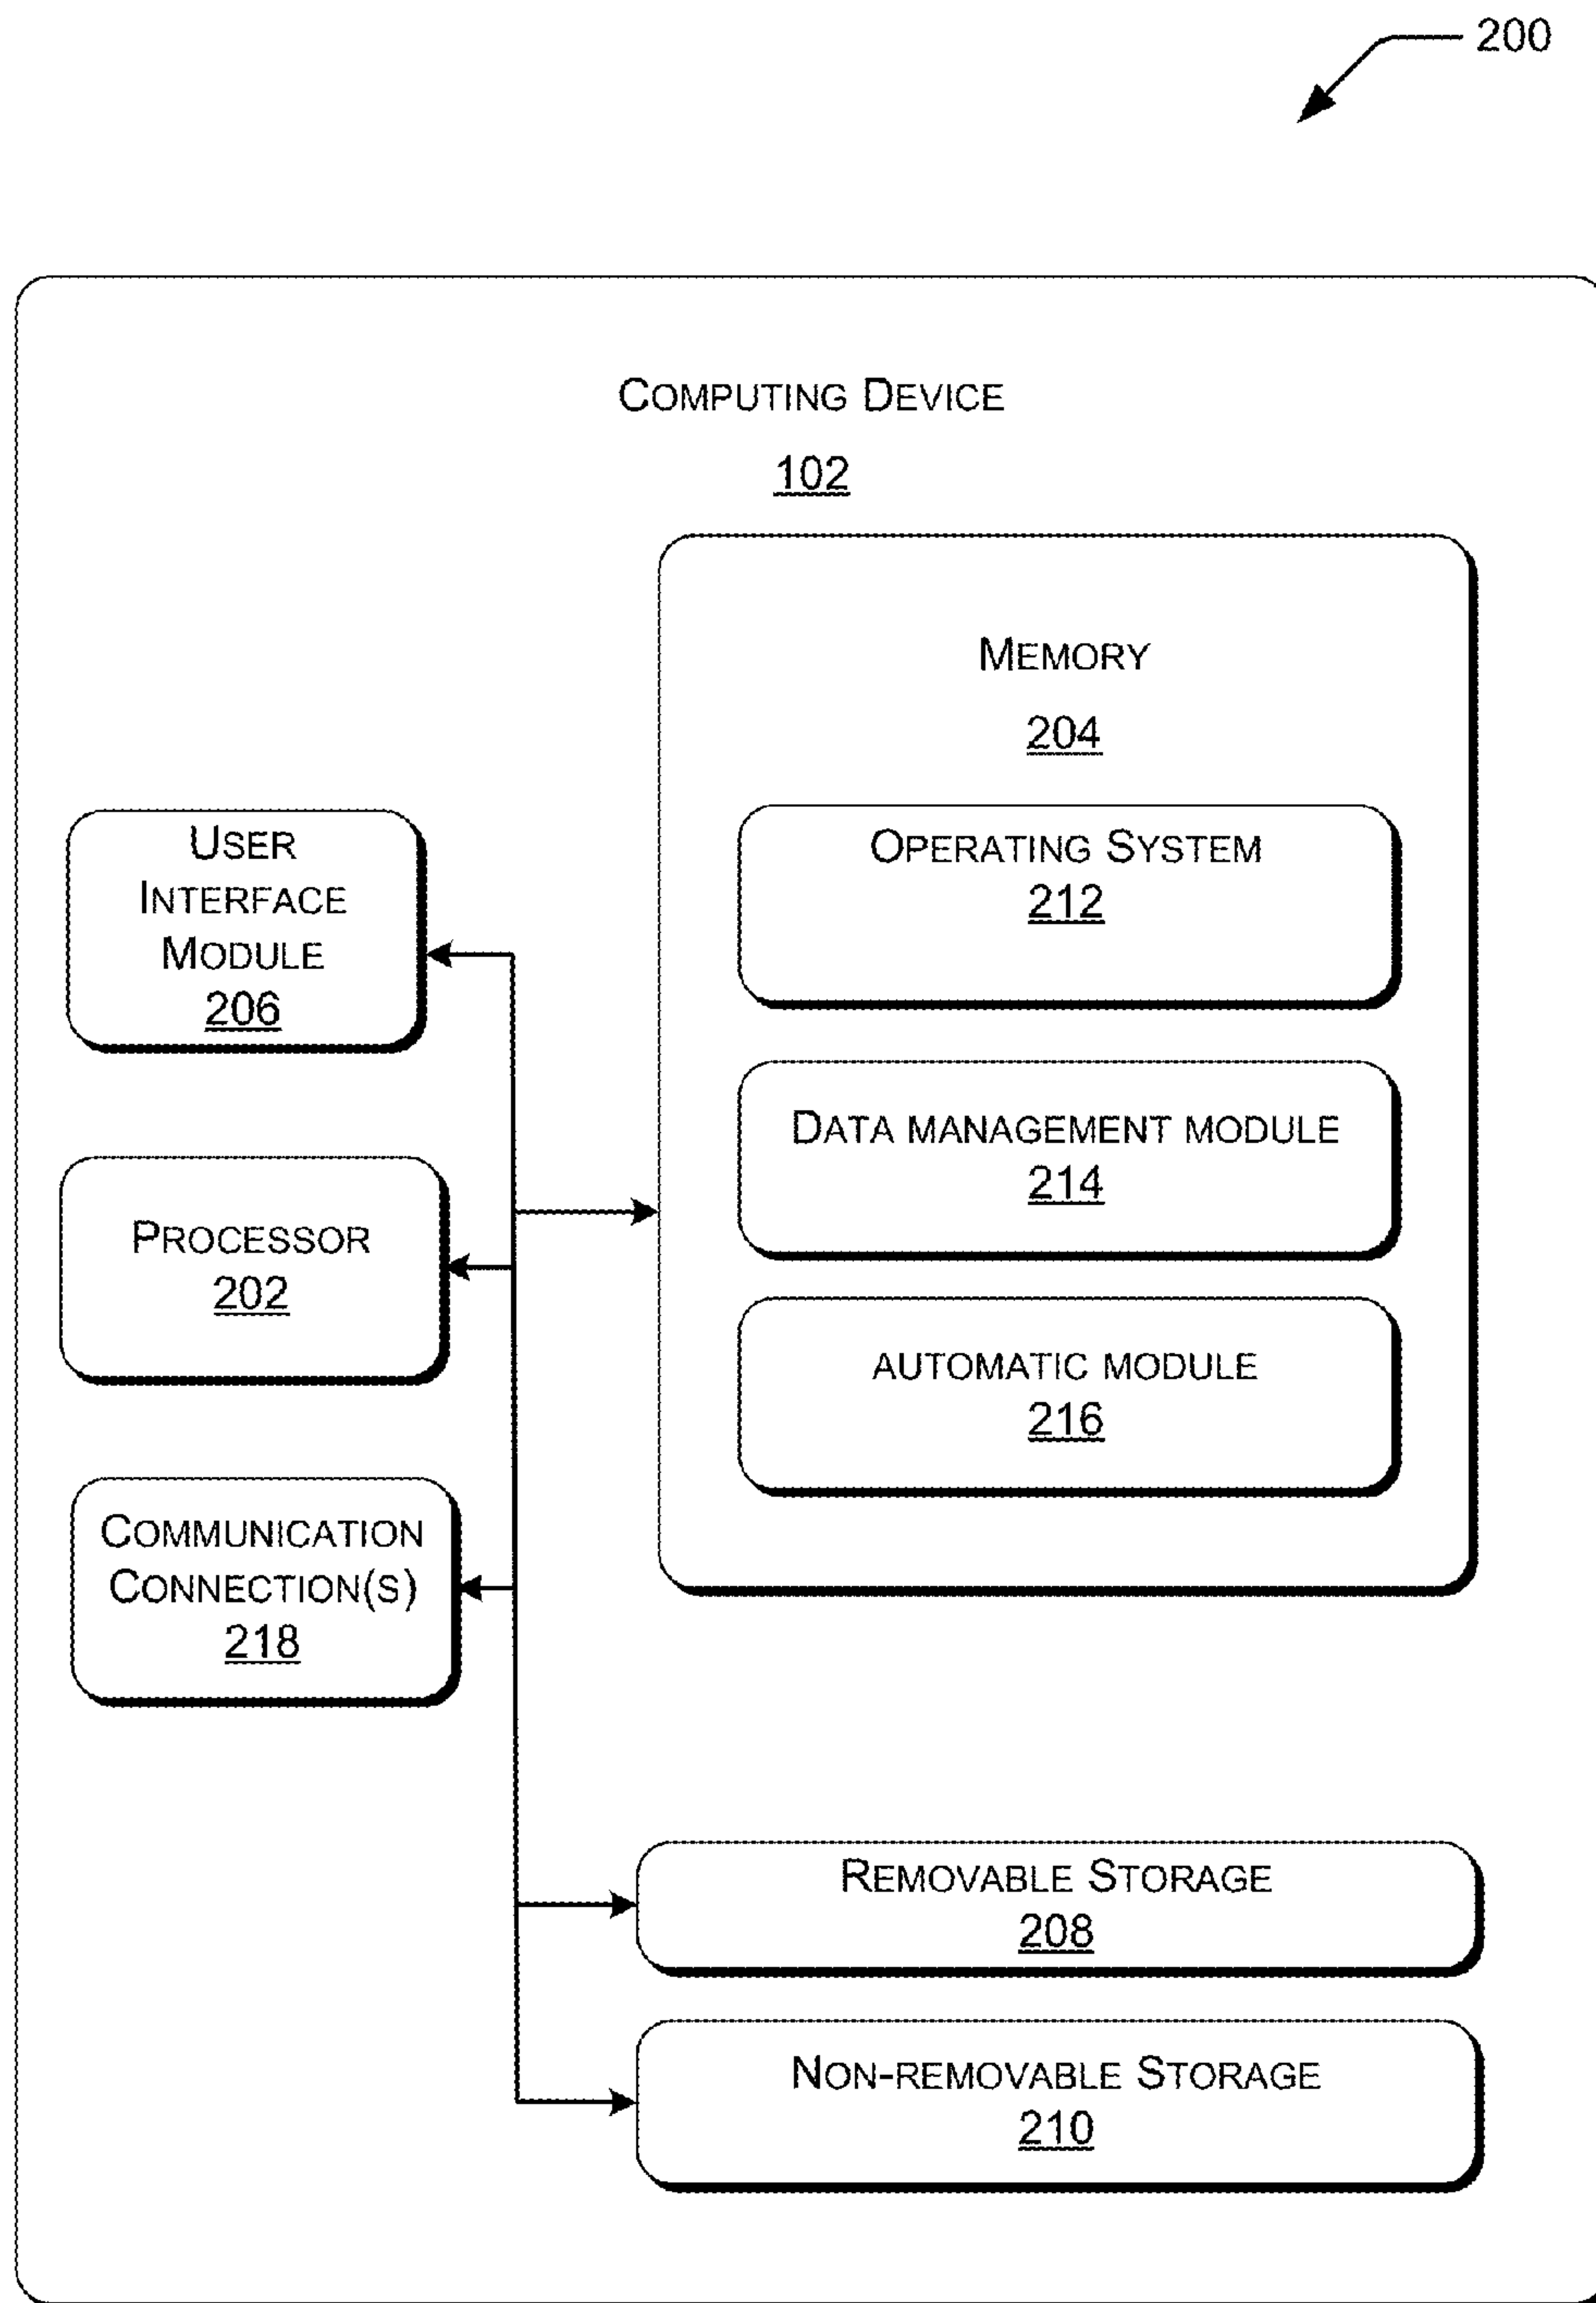 200
COMPUTING DEVICE
102
MEMORY
204
OPERATING SYSTEM
212
DATA MANAGEMENT MODULE
214
AUTOMATIC MODULE
216
USER
INTERFACE
MODULE
206
PROCESSOR
202
COMMUNICATION
CONNECTION(S)
218
REMOVABLE STORAGE
208
NON-REMOVABLE STORAGE
210